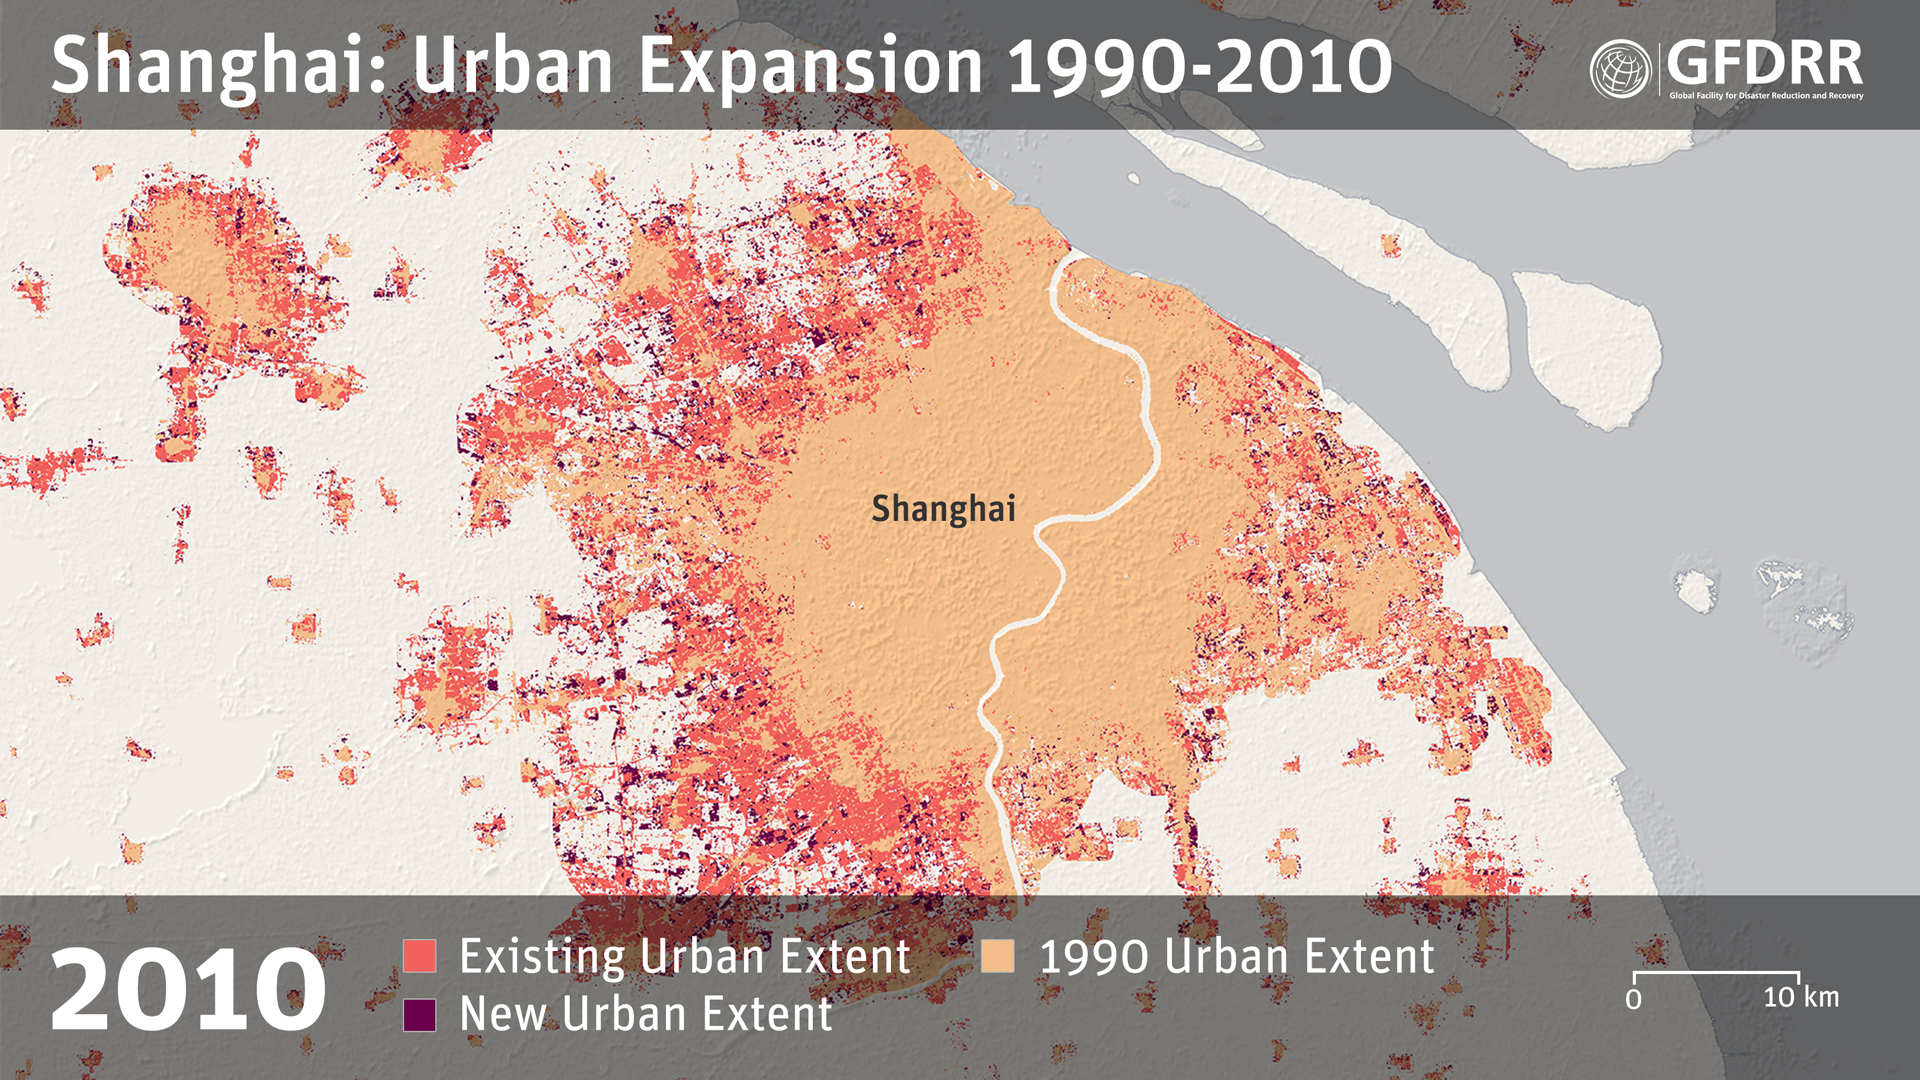 Shanghai: Urban Expansion 1990-2010
GFDRR
Global Facility for Disaster Reduction and Recovery
Shanghai
2010
Existing Urban Extent
New Urban Extent
1990 Urban Extent
0 10 km